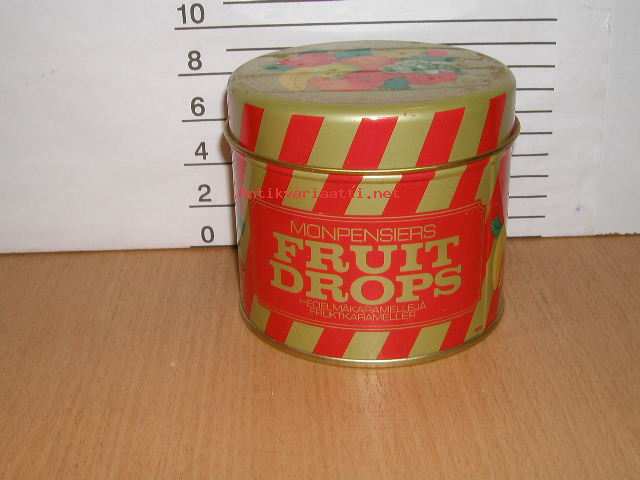 10
8
6
4
2
0
antikvariaatti.net
MONPENSIERS
FRUIT
DROPS
HEDELMÄKARAMELLEJA
FRUKTKARAMELLER